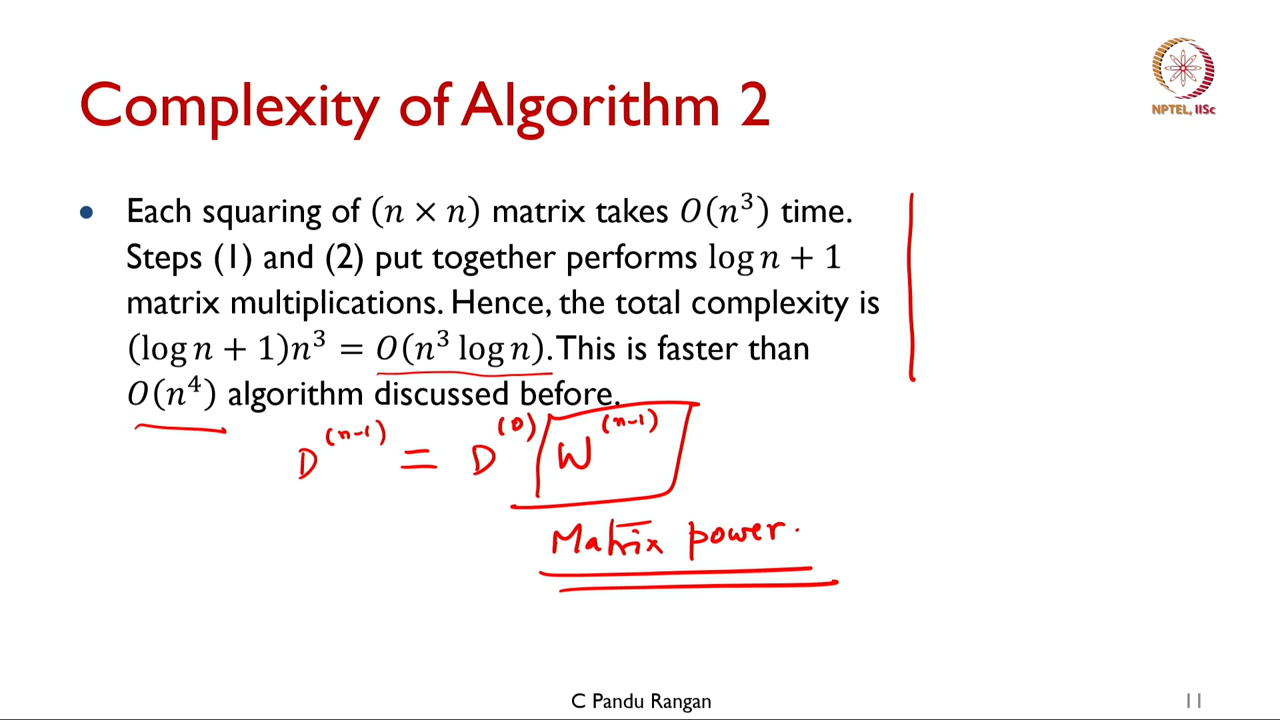 Complexity of Algorithm 2
NPTEL, IISc
• Each squaring of (n × n) matrix takes O(n³) time.
Steps (1) and (2) put together performs log n + 1
matrix multiplications. Hence, the total complexity is
(log n + 1)n³ = O(n³ log n). This is faster than
O(n⁴) algorithm discussed before.
D^(n-1) = D^(0) W^(n-1)
Matrix power.
C Pandu Rangan
11